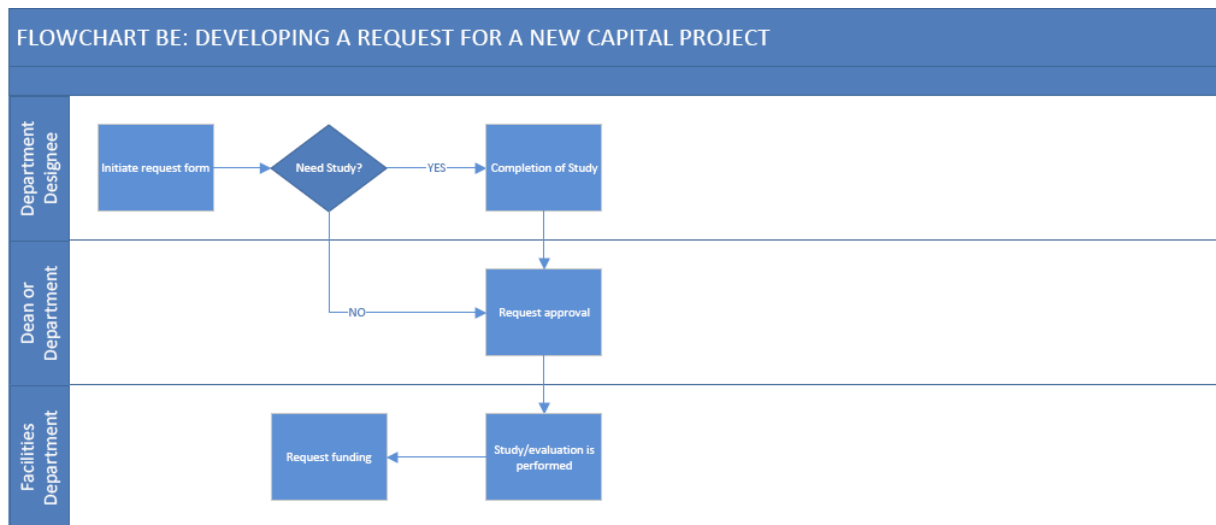 FLOWCHART BE: DEVELOPING A REQUEST FOR A NEW CAPITAL PROJECT
Department
Designee
Initiate request form
Need Study?
YES
Completion of Study
Dean or
Department
NO
Request approval
Facilities
Department
Request funding
Study/evaluation is
performed